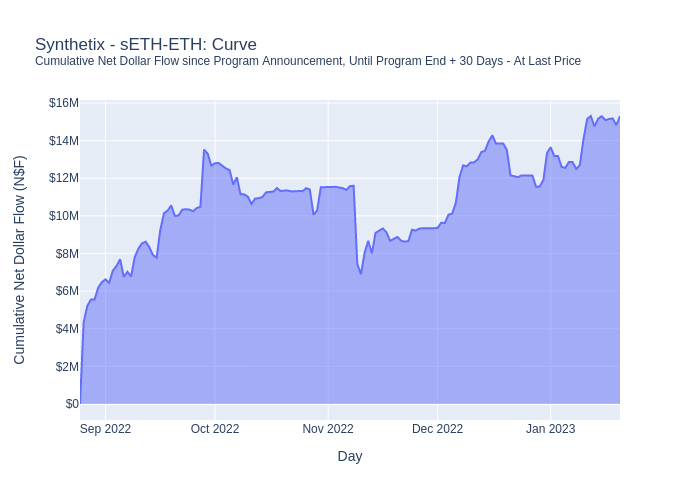 Synthetix - sETH-ETH: Curve
Cumulative Net Dollar Flow since Program Announcement, Until Program End + 30 Days - At Last Price
$16M
$14M
$12M
$10M
$8M
$6M
$4M
$2M
$0
Cumulative Net Dollar Flow (N$F)
Sep 2022
Oct 2022
Nov 2022
Dec 2022
Jan 2023
Day